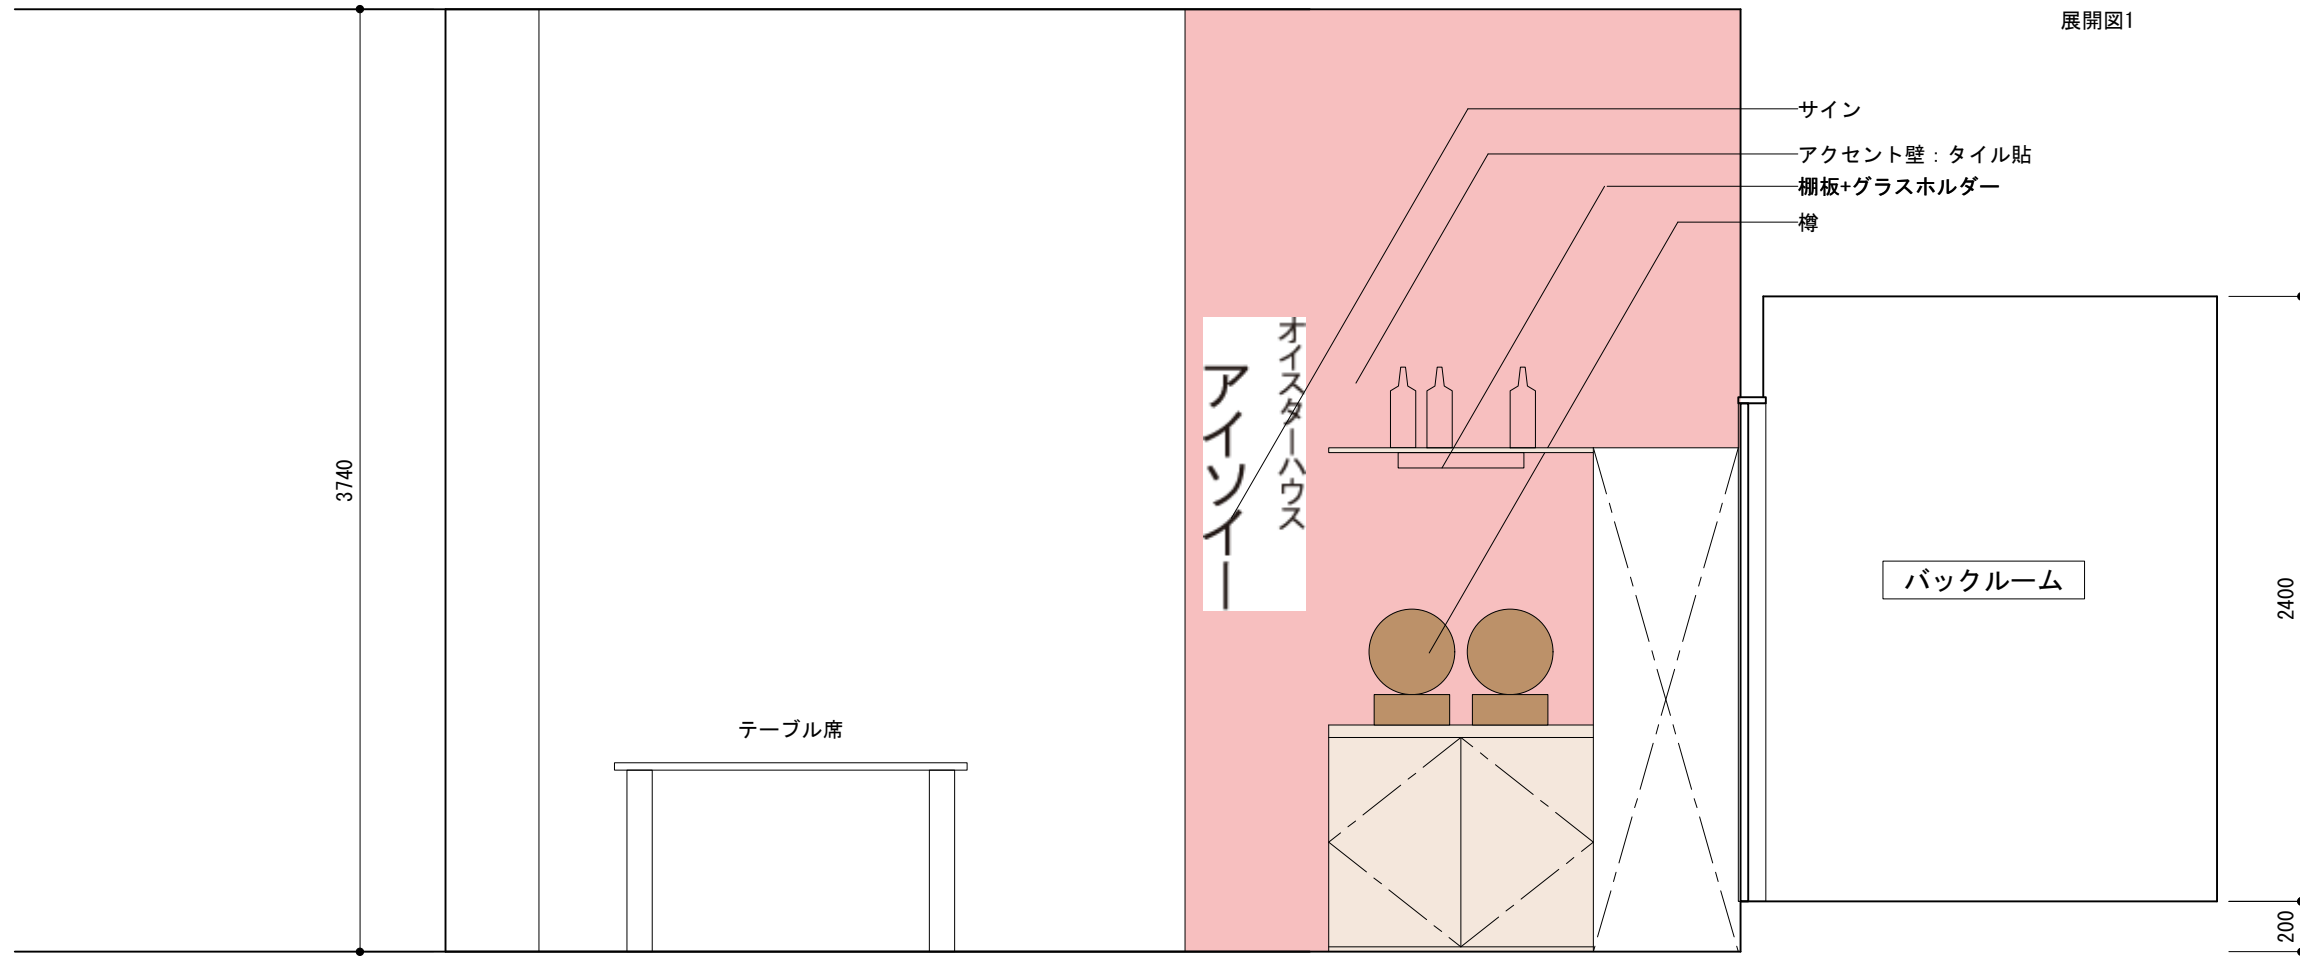 展開図1
サイン
アクセント壁：タイル貼
棚板+グラスホルダー
樽
オイスターハウス
アイソイー
3740
テーブル席
バックルーム
2400
200